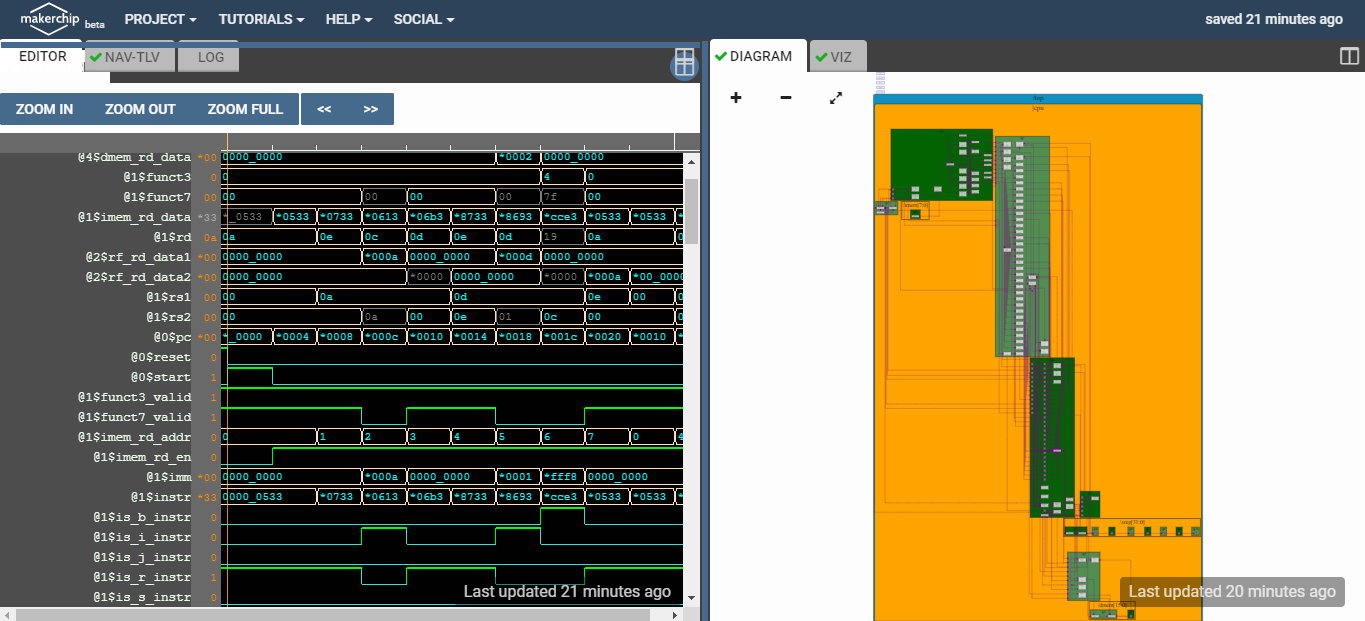 makerchip beta PROJECT TUTORIALS HELP SOCIAL saved 21 minutes ago
EDITOR NAV-TLV LOG DIAGRAM VIZ
ZOOM IN ZOOM OUT ZOOM FULL << >>
@4$dmem_rd_data *00 0000_0000 *0002 0000_0000
@1$funct3 0 0 4 0
@1$funct7 00 00 00 00 00 7f 00
@1$imem_rd_data *33 *_0533 *0533 *0733 *0613 *06b3 *8733 *8693 *cce3 *0533 *0533 *
@1$rd 0a 0a 0e 0c 0d 0e 0d 19 0a 0
@2$rf_rd_data1 *00 0000_0000 *000a 0000_0000 *000d 0000_0000
@2$rf_rd_data2 *00 0000_0000 *0000 0000_0000 *0000 *000a *00_0000
@1$rs1 00 00 0a 0d 0e 00 0
@1$rs2 00 00 0a 00 0e 01 0c 00 0
@0$pc *00 *_0000 *0004 *0008 *000c *0010 *0014 *0018 *001c *0020 *0010 *
@0$reset 0
@0$start 1
@1$funct3_valid 1
@1$funct7_valid 1
@1$imem_rd_addr 0 0 1 2 3 4 5 6 7 0 4
@1$imem_rd_en 0
@1$imm *00 0000_0000 *000a 0000_0000 *0001 *fff8 0000_0000
@1$instr *33 0000_0533 *0733 *0613 *06b3 *8733 *8693 *cce3 *0533 *0533 *
@1$is_b_instr 0
@1$is_i_instr 0
@1$is_j_instr 0
@1$is_r_instr 1
@1$is_s_instr 0
Last updated 21 minutes ago
Last updated 20 minutes ago